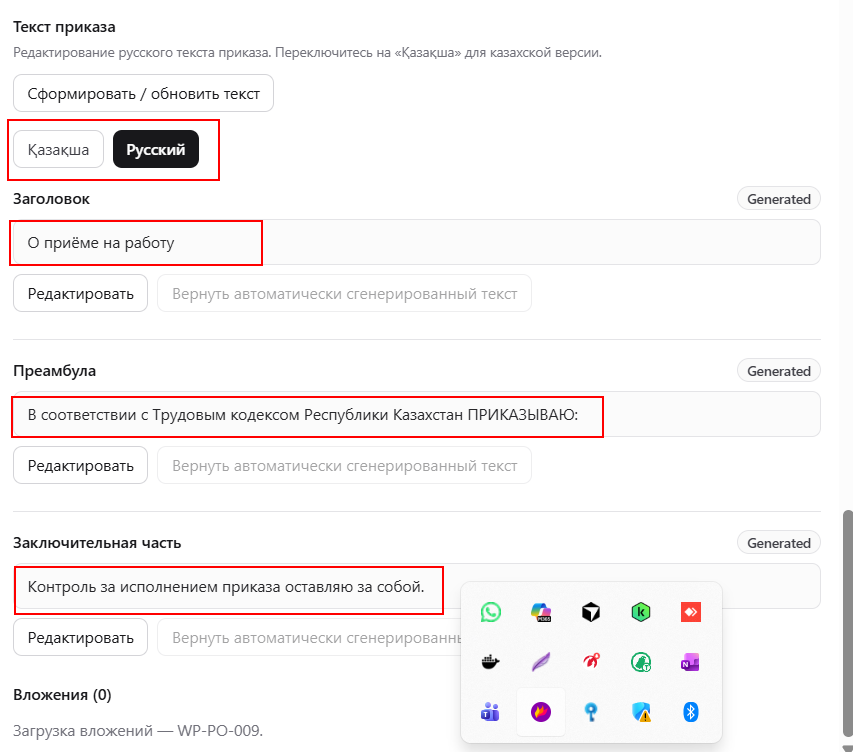 Текст приказа
Редактирование русского текста приказа. Переключитесь на «Қазақша» для казахской версии.
Сформировать / обновить текст
Қазақша Русский
Заголовок Generated
О приёме на работу
Редактировать Вернуть автоматически сгенерированный текст
Преамбула Generated
В соответствии с Трудовым кодексом Республики Казахстан ПРИКАЗЫВАЮ:
Редактировать Вернуть автоматически сгенерированный текст
Заключительная часть Generated
Контроль за исполнением приказа оставляю за собой.
Редактировать Вернуть автоматически
Вложения (0)
Загрузка вложений — WP-PO-009.